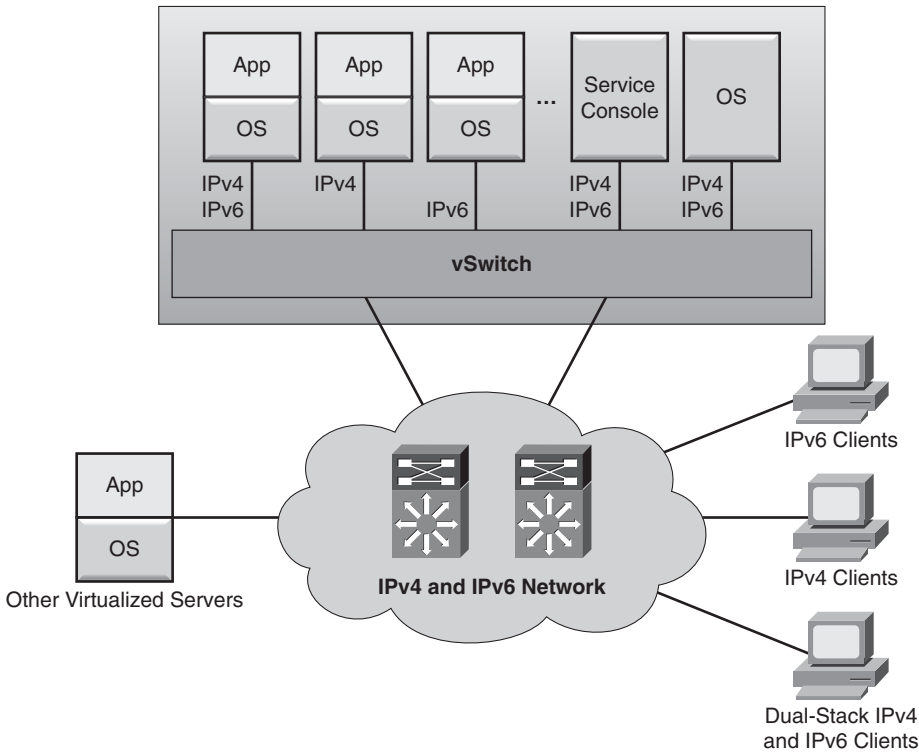 App
App
App
Service
Console
OS
...
OS
OS
OS
IPv4
IPv6
IPv4
IPv6
IPv4
IPv6
IPv4
IPv6
vSwitch
IPv6 Clients
App
OS
Other Virtualized Servers
IPv4 and IPv6 Network
IPv4 Clients
Dual-Stack IPv4
and IPv6 Clients